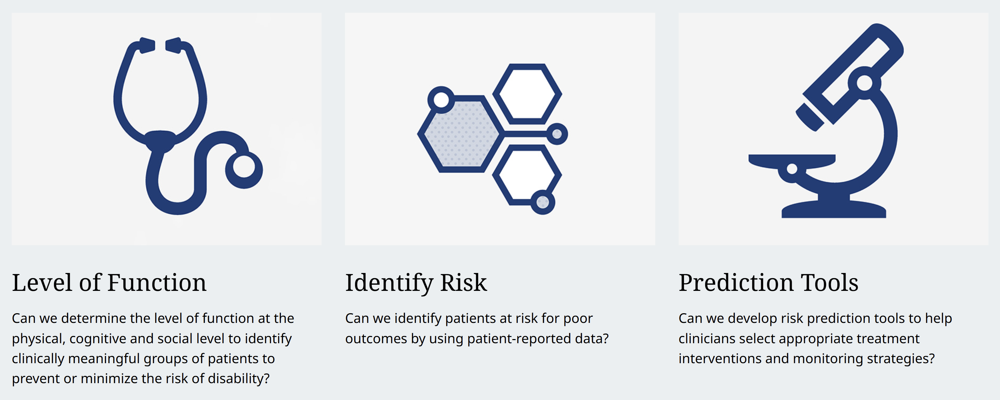 Level of Function
Can we determine the level of function at the
physical, cognitive and social level to identify
clinically meaningful groups of patients to
prevent or minimize the risk of disability?
Identify Risk
Can we identify patients at risk for poor
outcomes by using patient-reported data?
Prediction Tools
Can we develop risk prediction tools to help
clinicians select appropriate treatment
interventions and monitoring strategies?